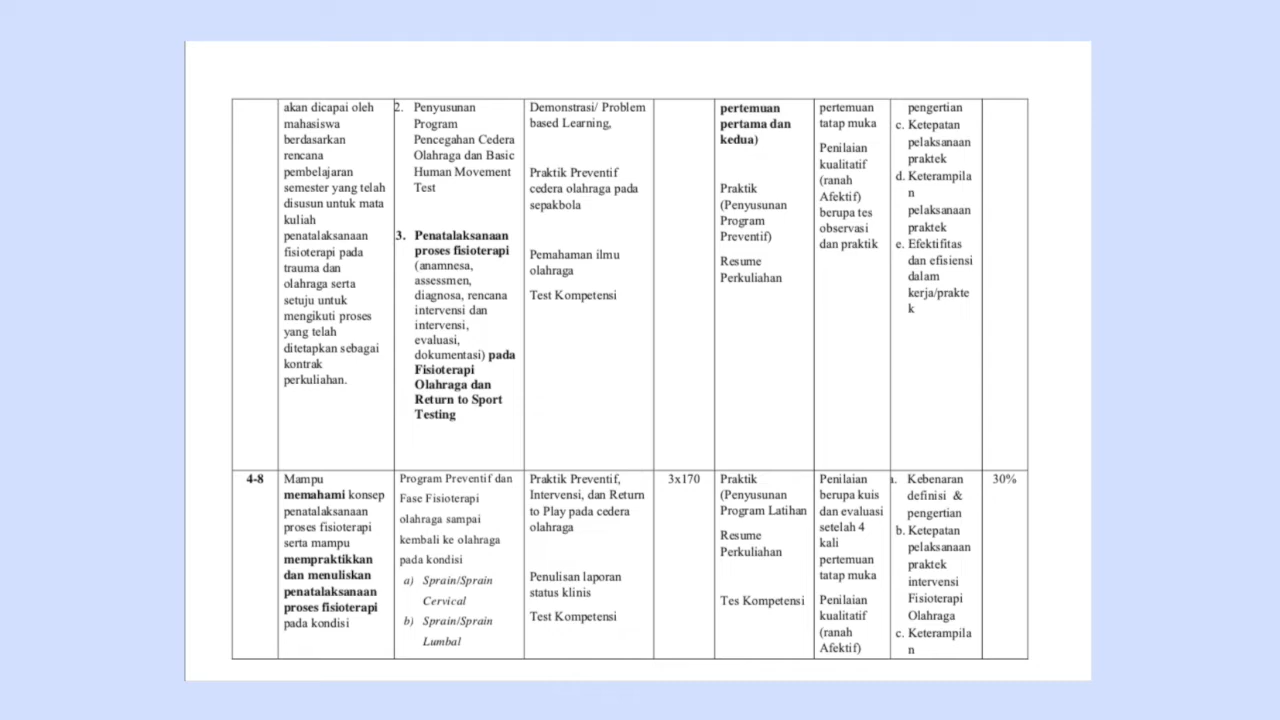 akan dicapai oleh
mahasiswa
berdasarkan
rencana
pembelajaran
semester yang telah
disusun untuk mata
kuliah
penatalaksanaan
fisioterapi pada
trauma dan
olahraga serta
setuju untuk
mengikuti proses
yang telah
ditetapkan sebagai
kontrak
perkuliahan.
2. Penyusunan
Program
Pencegahan Cedera
Olahraga dan Basic
Human Movement
Test
3. Penatalaksanaan
proses fisioterapi
(anamnesa,
assessmen,
diagnosa, rencana
intervensi dan
intervensi,
evaluasi,
dokumentasi) pada
Fisioterapi
Olahraga dan
Return to Sport
Testing
Demonstrasi/ Problem
based Learning,
Praktik Preventif
cedera olahraga pada
sepakbola
Pemahaman ilmu
olahraga
Test Kompetensi
pertemuan
pertama dan
kedua)
Praktik
(Penyusunan
Program
Preventif)
Resume
Perkuliahan
pertemuan
tatap muka
Penilaian
kualitatif
(ranah
Afektif)
berupa tes
observasi
dan praktik
pengertian
c. Ketepatan
pelaksanaan
praktek
d. Keterampila
n
pelaksanaan
praktek
e. Efektifitas
dan efisiensi
dalam
kerja/prakte
k
4-8
Mampu
memahami konsep
penatalaksanaan
proses fisioterapi
serta mampu
mempraktikkan
dan menuliskan
penatalaksanaan
proses fisioterapi
pada kondisi
Program Preventif dan
Fase Fisioterapi
olahraga sampai
kembali ke olahraga
pada kondisi
a) Sprain/Sprain
Cervical
b) Sprain/Sprain
Lumbal
Praktik Preventif,
Intervensi, dan Return
to Play pada cedera
olahraga
Penulisan laporan
status klinis
Test Kompetensi
3x170
Praktik
(Penyusunan
Program Latihan
Resume
Perkuliahan
Tes Kompetensi
Penilaian
berupa kuis
dan evaluasi
setelah 4
kali
pertemuan
tatap muka
Penilaian
kualitatif
(ranah
Afektif)
Kebenaran
definisi &
pengertian
b. Ketepatan
pelaksanaan
praktek
intervensi
Fisioterapi
Olahraga
c. Keterampila
n
30%